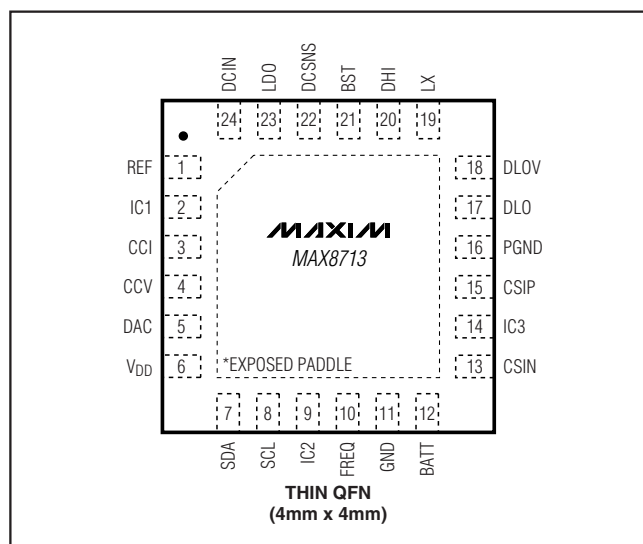 DCIN LDO DCSNS BST DHI LX
24 23 22 21 20 19
REF 1 18 DLOV
IC1 2 17 DLO
CCI 3 16 PGND
CCV 4 15 CSIP
DAC 5 14 IC3
VDD 6 13 CSIN
MAXIM
MAX8713
*EXPOSED PADDLE
7 8 9 10 11 12
SDA SCL IC2 FREQ GND BATT
THIN QFN
(4mm x 4mm)